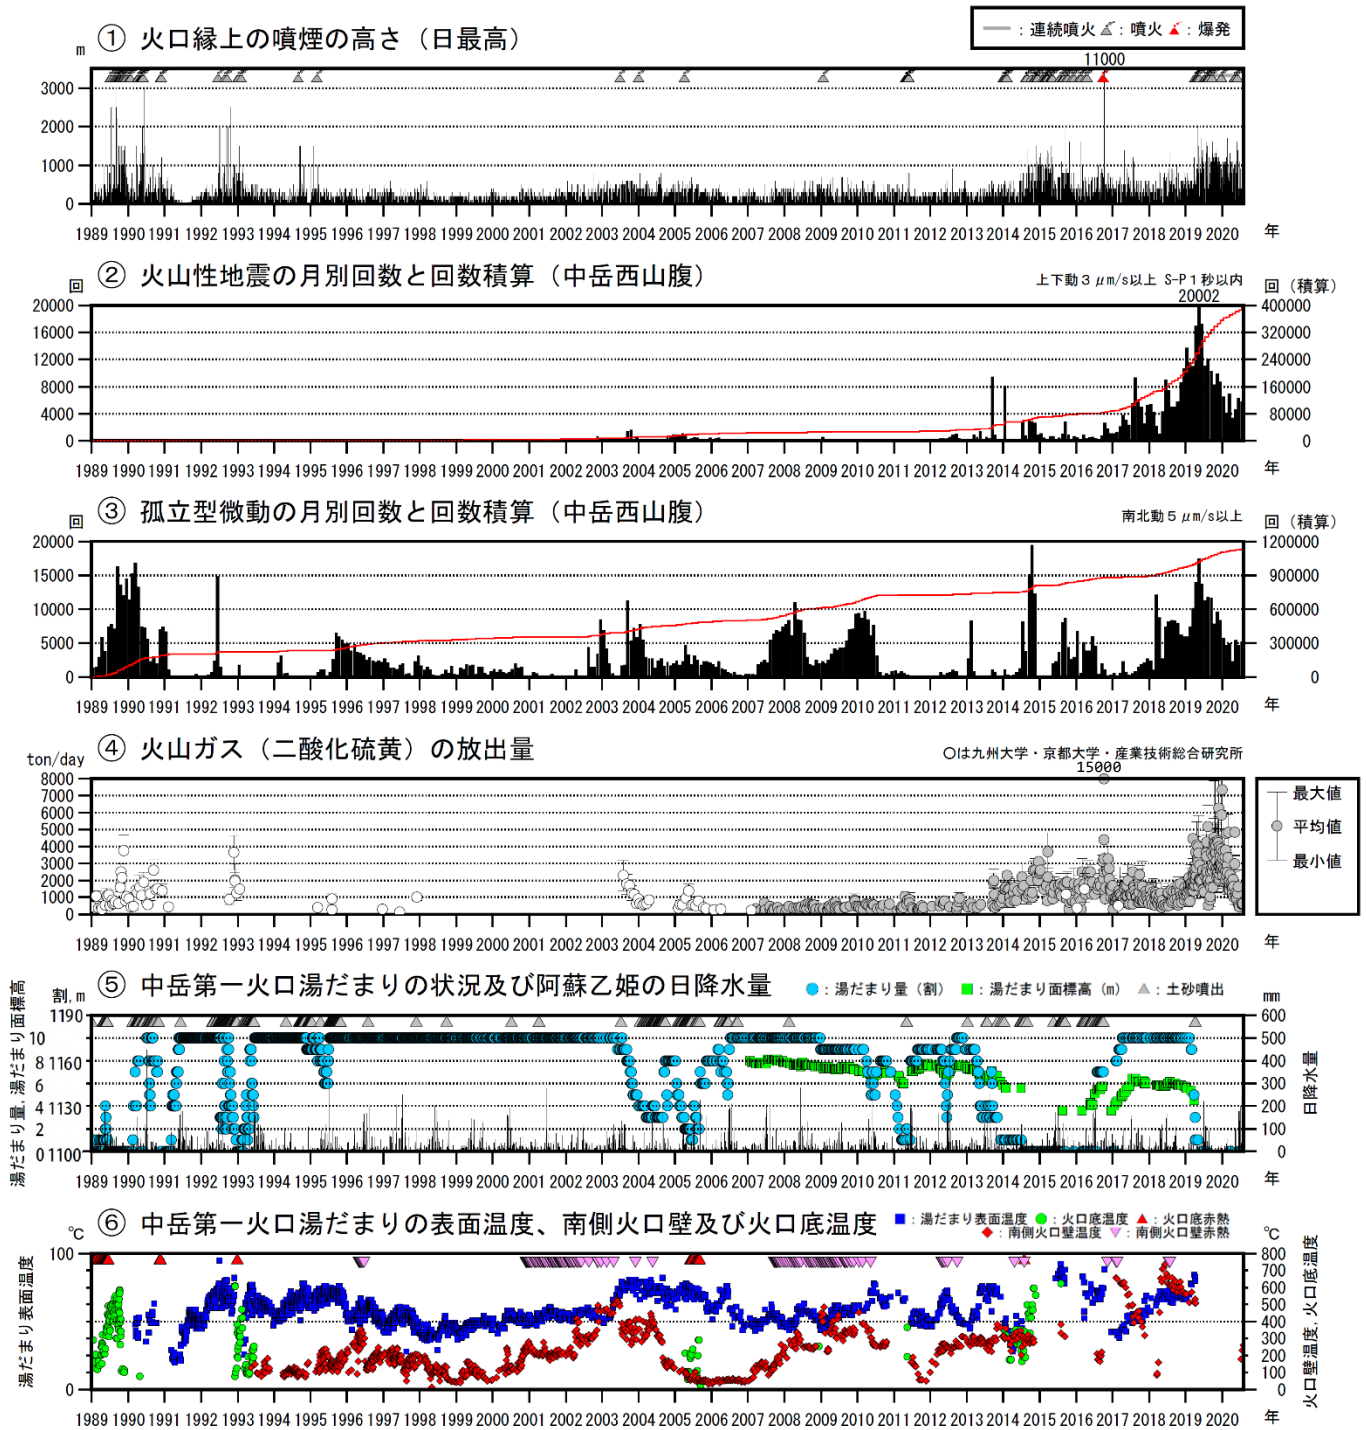 ① 火口縁上の噴煙の高さ（日最高）
：連続噴火 ：噴火 ：爆発
11000
m
3000
2000
1000
0
1989 1990 1991 1992 1993 1994 1995 1996 1997 1998 1999 2000 2001 2002 2003 2004 2005 2006 2007 2008 2009 2010 2011 2012 2013 2014 2015 2016 2017 2018 2019 2020 年
② 火山性地震の月別回数と回数積算（中岳西山腹）
上下動３μm/s以上 S-P１秒以内
20002
回 回（積算）
20000 400000
16000 320000
12000 240000
8000 160000
4000 80000
0 0
1989 1990 1991 1992 1993 1994 1995 1996 1997 1998 1999 2000 2001 2002 2003 2004 2005 2006 2007 2008 2009 2010 2011 2012 2013 2014 2015 2016 2017 2018 2019 2020 年
③ 孤立型微動の月別回数と回数積算（中岳西山腹）
南北動５μm/s以上
回 回（積算）
20000 1200000
15000 900000
10000 600000
5000 300000
0 0
1989 1990 1991 1992 1993 1994 1995 1996 1997 1998 1999 2000 2001 2002 2003 2004 2005 2006 2007 2008 2009 2010 2011 2012 2013 2014 2015 2016 2017 2018 2019 2020 年
④ 火山ガス（二酸化硫黄）の放出量
○は九州大学・京都大学・産業技術総合研究所
15000
ton/day
8000
7000
6000
5000
4000
3000
2000
1000
0
最大値
平均値
最小値
1989 1990 1991 1992 1993 1994 1995 1996 1997 1998 1999 2000 2001 2002 2003 2004 2005 2006 2007 2008 2009 2010 2011 2012 2013 2014 2015 2016 2017 2018 2019 2020 年
⑤ 中岳第一火口湯だまりの状況及び阿蘇乙姫の日降水量
：湯だまり量（割） ：湯だまり面標高（m） ：土砂噴出
割,m mm
湯だまり量,湯だまり面標高
日降水量
1190 600
10 500
8 1160 400
6 300
4 1130 200
2 100
0 1100 0
1989 1990 1991 1992 1993 1994 1995 1996 1997 1998 1999 2000 2001 2002 2003 2004 2005 2006 2007 2008 2009 2010 2011 2012 2013 2014 2015 2016 2017 2018 2019 2020 年
⑥ 中岳第一火口湯だまりの表面温度、南側火口壁及び火口底温度
：湯だまり表面温度 ：火口底温度 ：火口底赤熱
：南側火口壁温度 ：南側火口壁赤熱
℃ ℃
湯だまり表面温度
火口壁温度,火口底温度
100 800
700
600
500
400
300
200
100
0 0
1989 1990 1991 1992 1993 1994 1995 1996 1997 1998 1999 2000 2001 2002 2003 2004 2005 2006 2007 2008 2009 2010 2011 2012 2013 2014 2015 2016 2017 2018 2019 2020 年